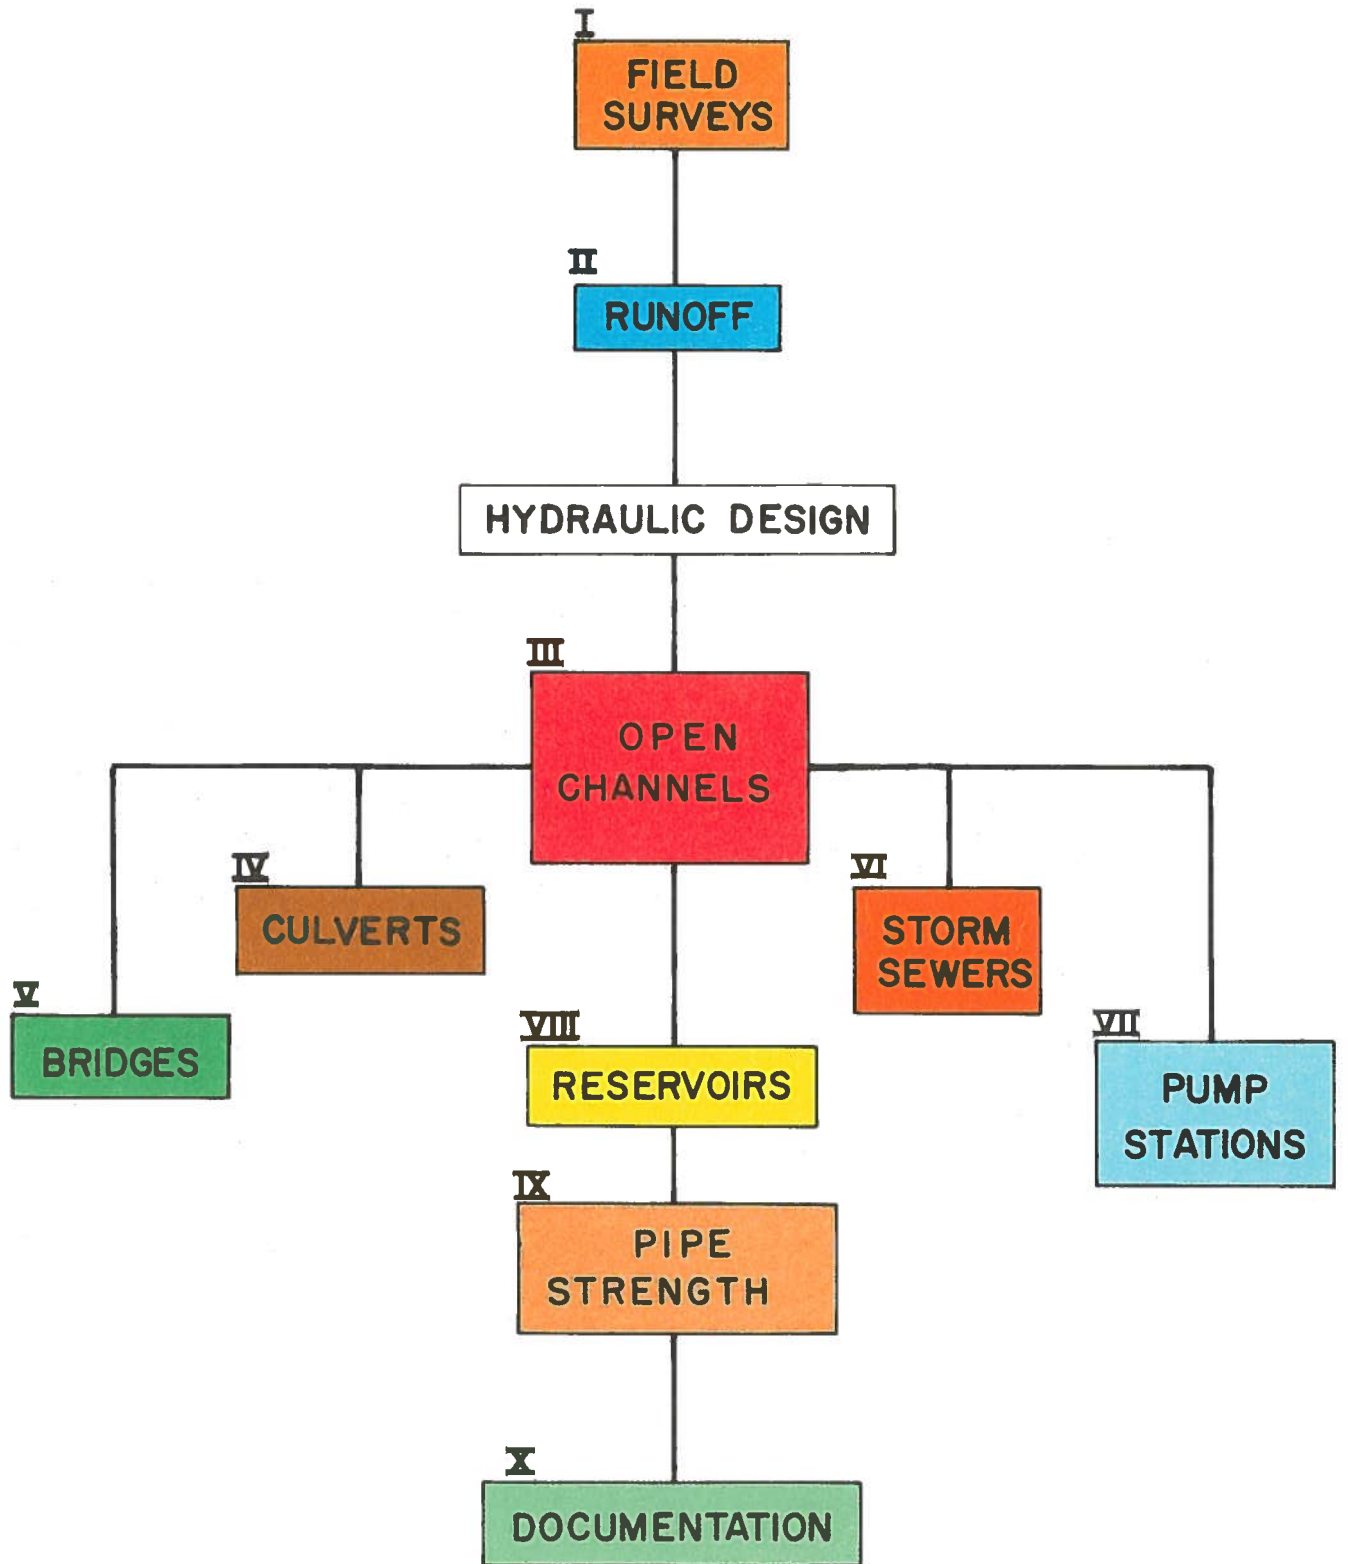 I
FIELD
SURVEYS
II
RUNOFF
HYDRAULIC DESIGN
III
OPEN
CHANNELS
IV
CULVERTS
V
BRIDGES
VI
STORM
SEWERS
VII
PUMP
STATIONS
VIII
RESERVOIRS
IX
PIPE
STRENGTH
X
DOCUMENTATION